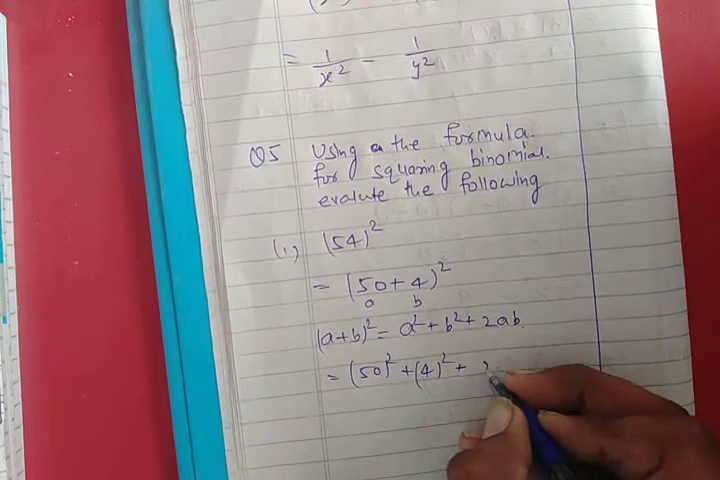 = 1/x² - 1/y²
Q5 Using the formula.
for squaring binomial.
evalute the following
(i) (54)²
= (50+4)²
a b
(a+b)² = a²+b²+2ab.
= (50)² +(4)² +